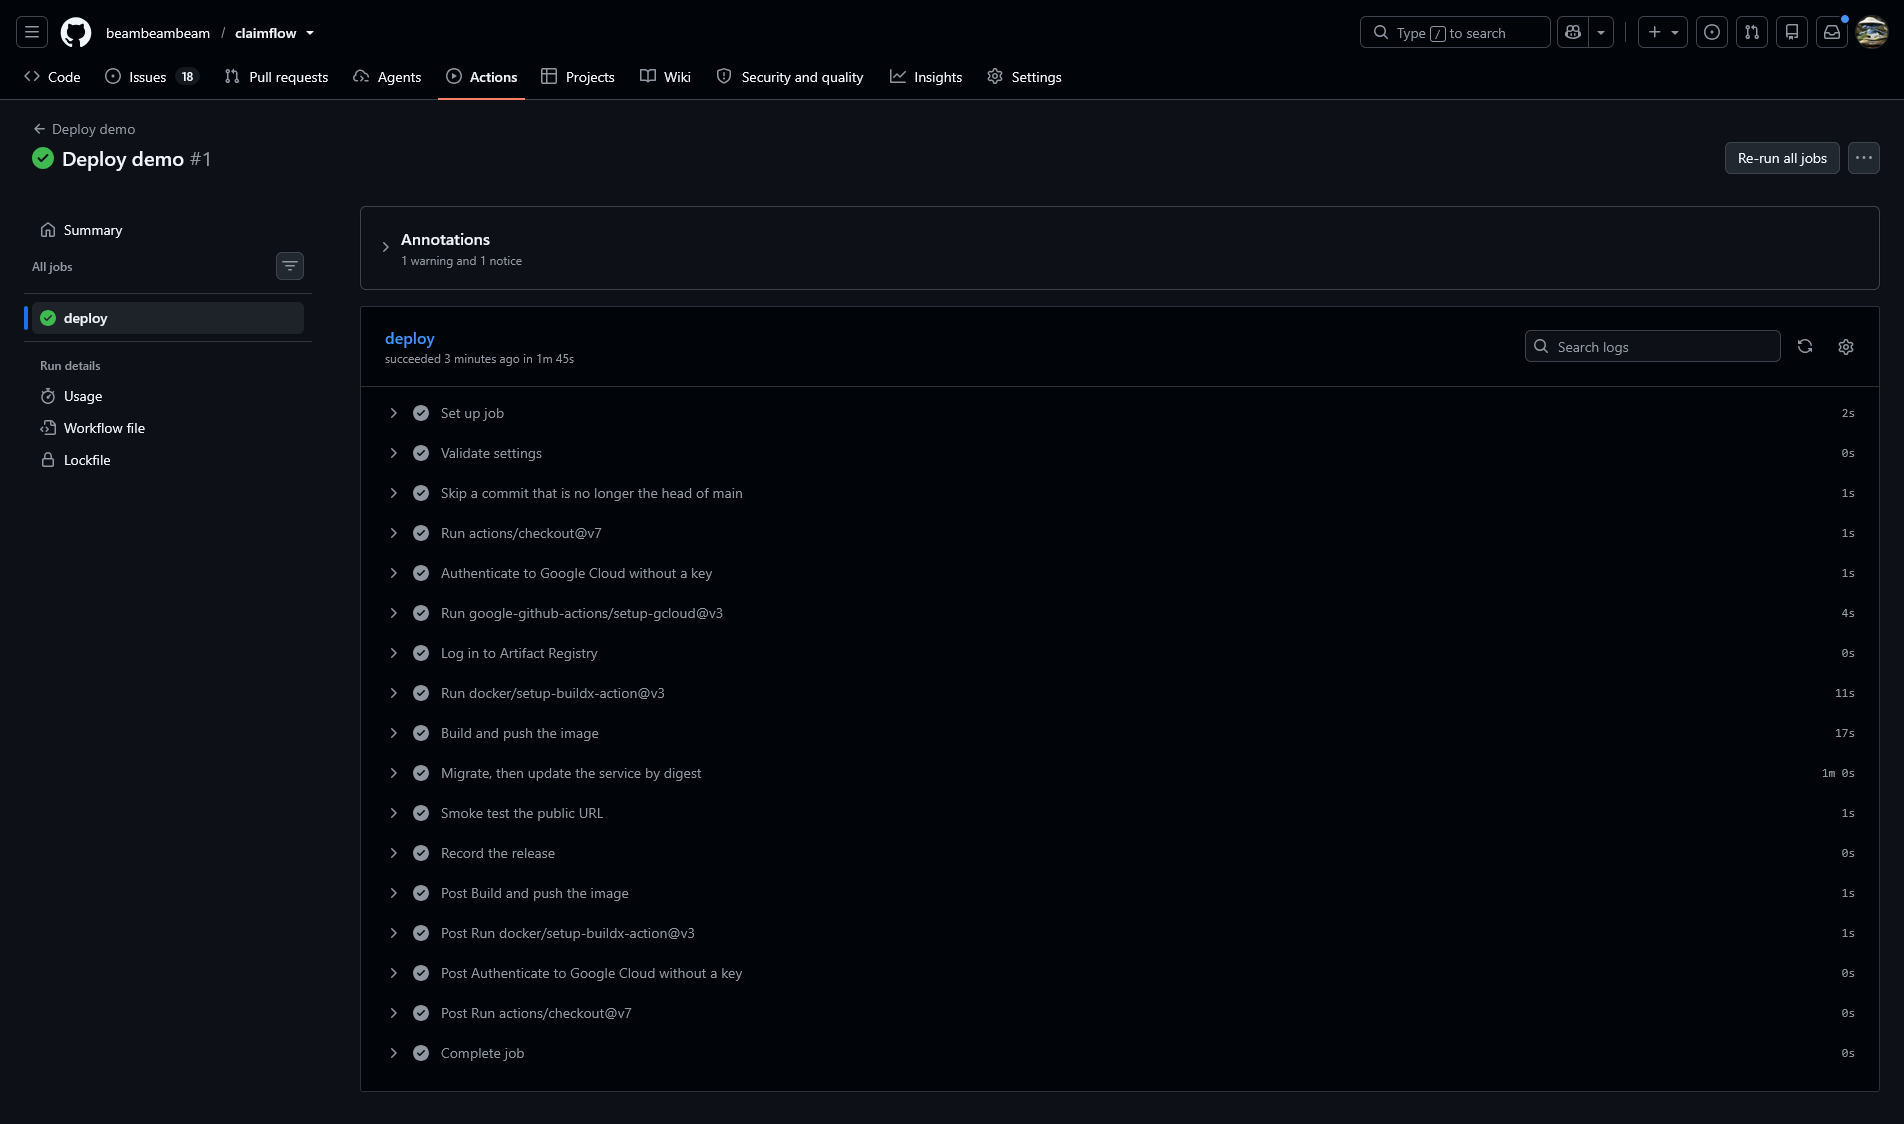 beambeambeam / claimflow
Type / to search
Code
Issues 18
Pull requests
Agents
Actions
Projects
Wiki
Security and quality
Insights
Settings
Deploy demo
Deploy demo #1
Re-run all jobs
Summary
All jobs
deploy
Run details
Usage
Workflow file
Lockfile
Annotations
1 warning and 1 notice
deploy
succeeded 3 minutes ago in 1m 45s
Search logs
Set up job 2s
Validate settings 0s
Skip a commit that is no longer the head of main 1s
Run actions/checkout@v7 1s
Authenticate to Google Cloud without a key 1s
Run google-github-actions/setup-gcloud@v3 4s
Log in to Artifact Registry 0s
Run docker/setup-buildx-action@v3 11s
Build and push the image 17s
Migrate, then update the service by digest 1m 0s
Smoke test the public URL 1s
Record the release 0s
Post Build and push the image 1s
Post Run docker/setup-buildx-action@v3 1s
Post Authenticate to Google Cloud without a key 0s
Post Run actions/checkout@v7 0s
Complete job 0s